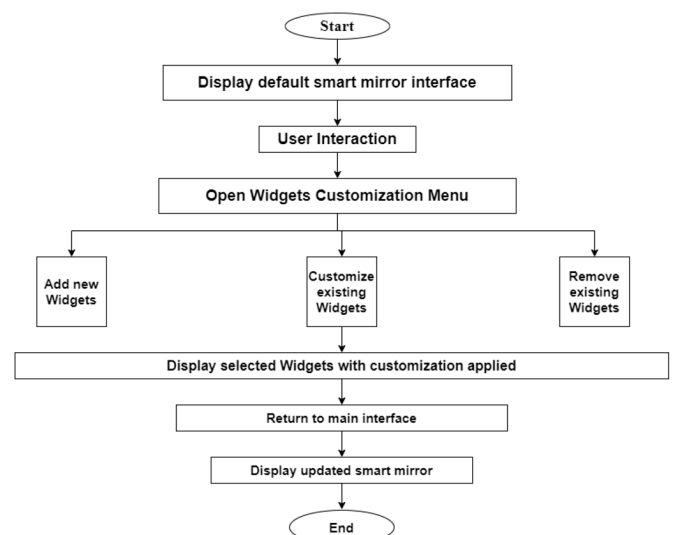 Start
Display default smart mirror interface
User Interaction
Open Widgets Customization Menu
Add new
Widgets
Customize
existing
Widgets
Remove
existing
Widgets
Display selected Widgets with customization applied
Return to main interface
Display updated smart mirror
End